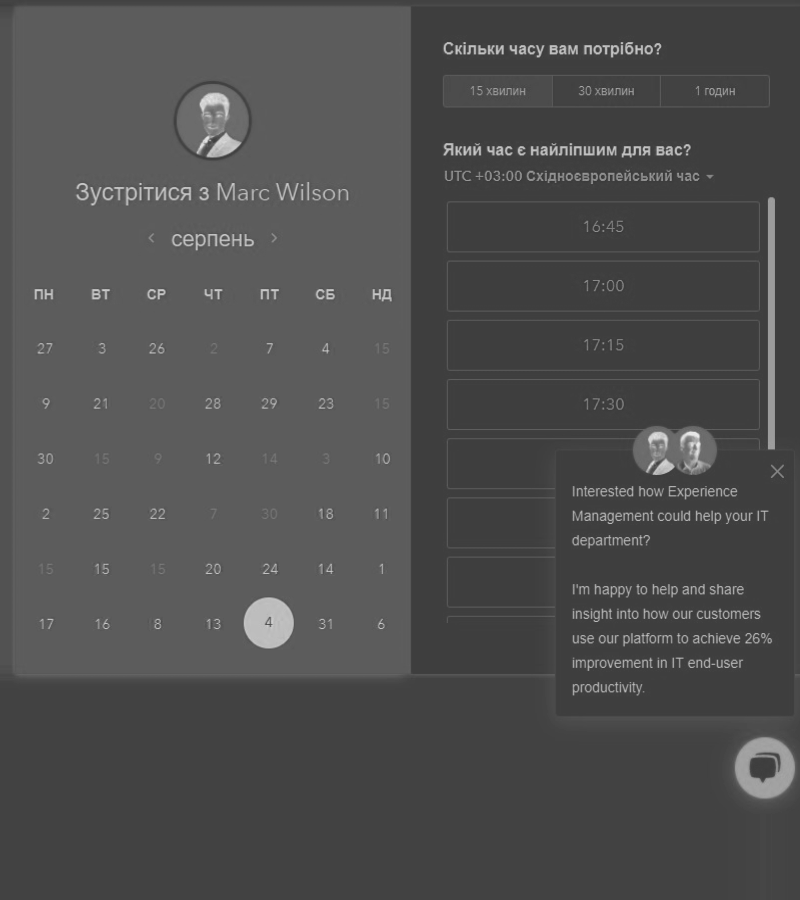 Зустрітися з Marc Wilson
серпень
ПН ВТ СР ЧТ ПТ СБ НД
27 3 26 2 7 4 15
9 21 20 28 29 23 15
30 15 9 12 14 3 10
2 25 22 7 30 18 11
15 15 15 20 24 14 1
17 16 8 13 4 31 6
Скільки часу вам потрібно?
15 хвилин 30 хвилин 1 годин
Який час є найліпшим для вас?
UTC +03:00 Східноєвропейський час
16:45
17:00
17:15
17:30
Interested how Experience
Management could help your IT
department?
I'm happy to help and share
insight into how our customers
use our platform to achieve 26%
improvement in IT end-user
productivity.